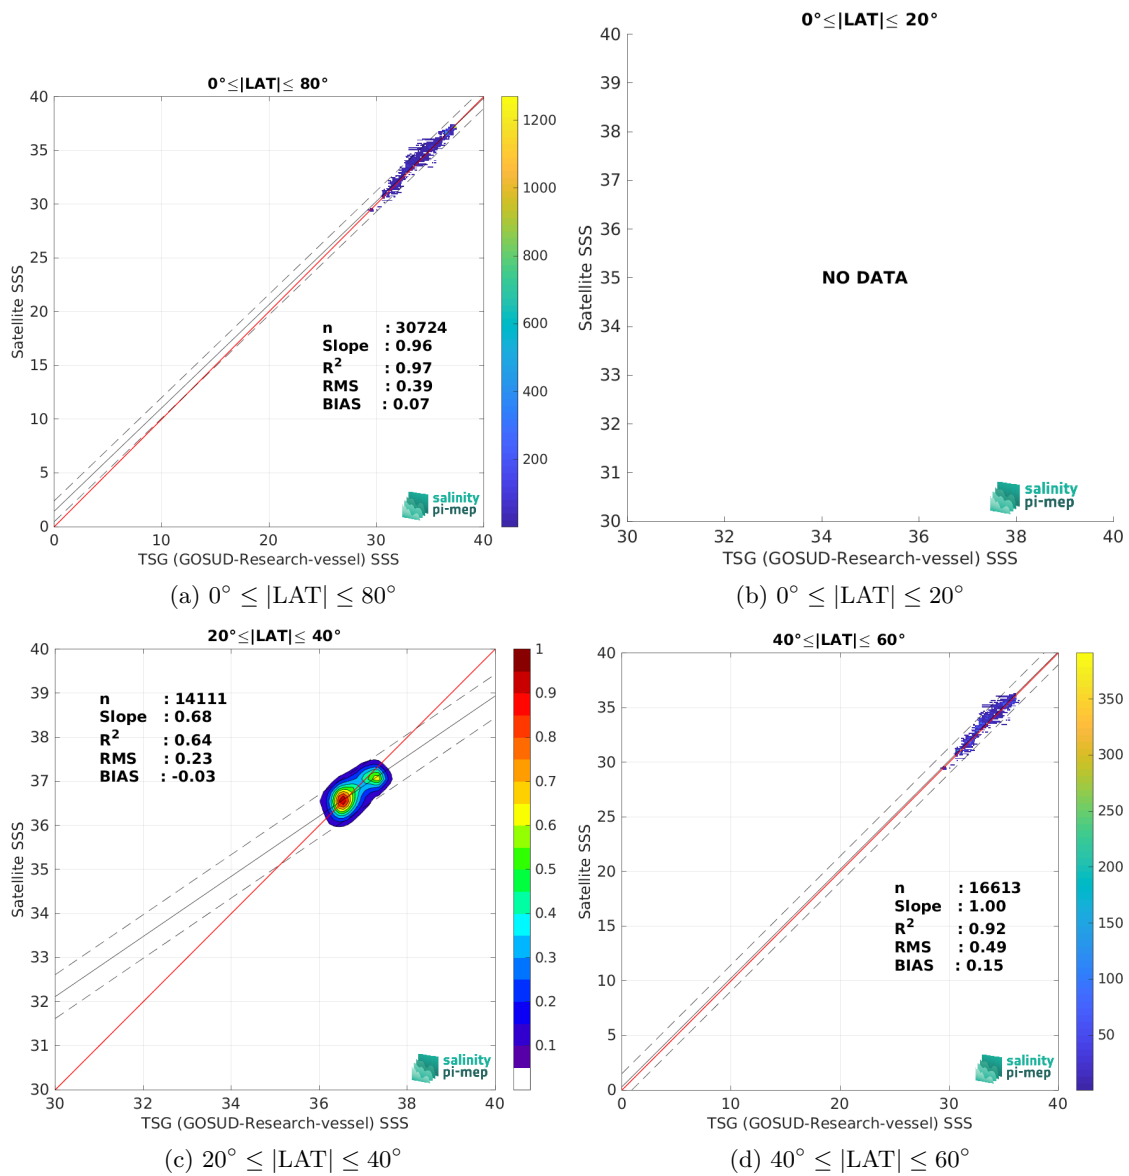 0°≤|LAT|≤ 80°
40
35
30
25
20
15
10
5
0
Satellite SSS
n : 30724
Slope : 0.96
R² : 0.97
RMS : 0.39
BIAS : 0.07
salinity
pi-mep
0 10 20 30 40
TSG (GOSUD-Research-vessel) SSS
1200
1000
800
600
400
200
(a) 0° ≤ |LAT| ≤ 80°
0°≤|LAT|≤ 20°
40
39
38
37
36
35
34
33
32
31
30
Satellite SSS
NO DATA
salinity
pi-mep
30 32 34 36 38 40
TSG (GOSUD-Research-vessel) SSS
(b) 0° ≤ |LAT| ≤ 20°
20°≤|LAT|≤ 40°
40
39
38
37
36
35
34
33
32
31
30
Satellite SSS
n : 14111
Slope : 0.68
R² : 0.64
RMS : 0.23
BIAS : -0.03
salinity
pi-mep
30 32 34 36 38 40
TSG (GOSUD-Research-vessel) SSS
1
0.9
0.8
0.7
0.6
0.5
0.4
0.3
0.2
0.1
(c) 20° ≤ |LAT| ≤ 40°
40°≤|LAT|≤ 60°
40
35
30
25
20
15
10
5
0
Satellite SSS
n : 16613
Slope : 1.00
R² : 0.92
RMS : 0.49
BIAS : 0.15
salinity
pi-mep
0 10 20 30 40
TSG (GOSUD-Research-vessel) SSS
350
300
250
200
150
100
50
(d) 40° ≤ |LAT| ≤ 60°